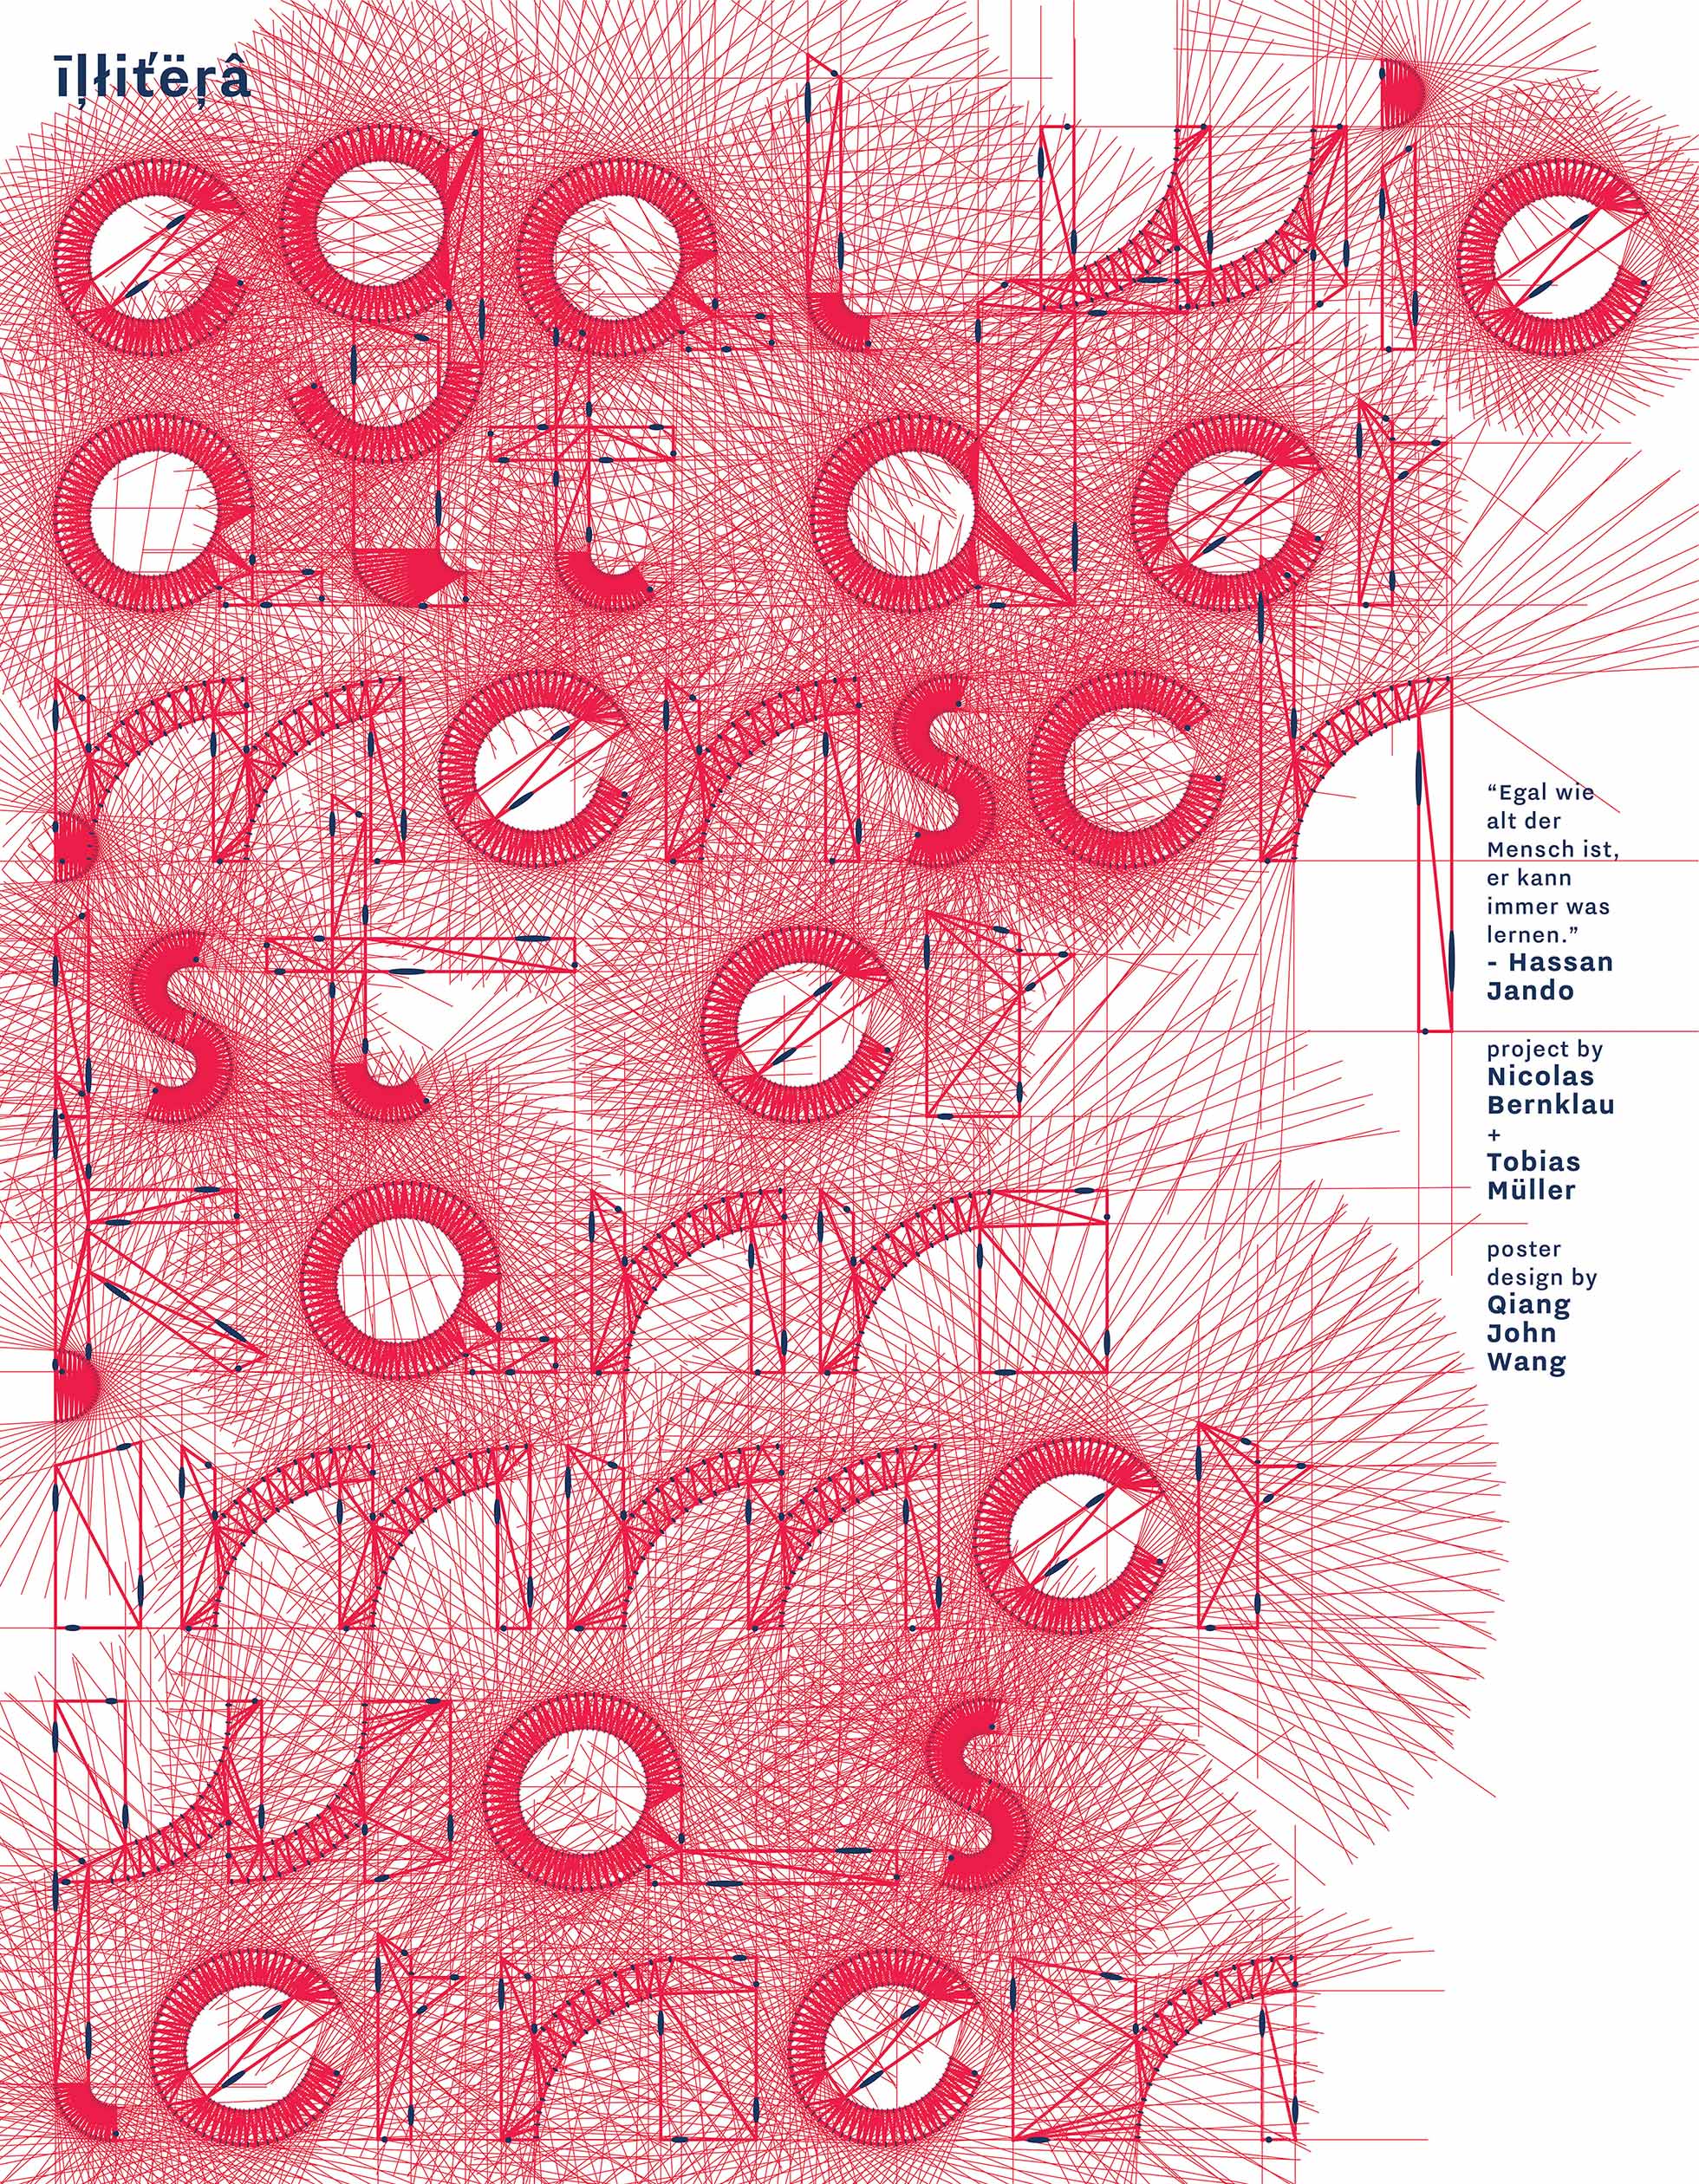 īļłiťëŗâ
egal wie
alt der
mensch
ist er
kann
immer
was
lernen
“Egal wie
alt der
Mensch ist,
er kann
immer was
lernen.”
- Hassan
Jando
project by
Nicolas
Bernklau
+
Tobias
Müller
poster
design by
Qiang
John
Wang